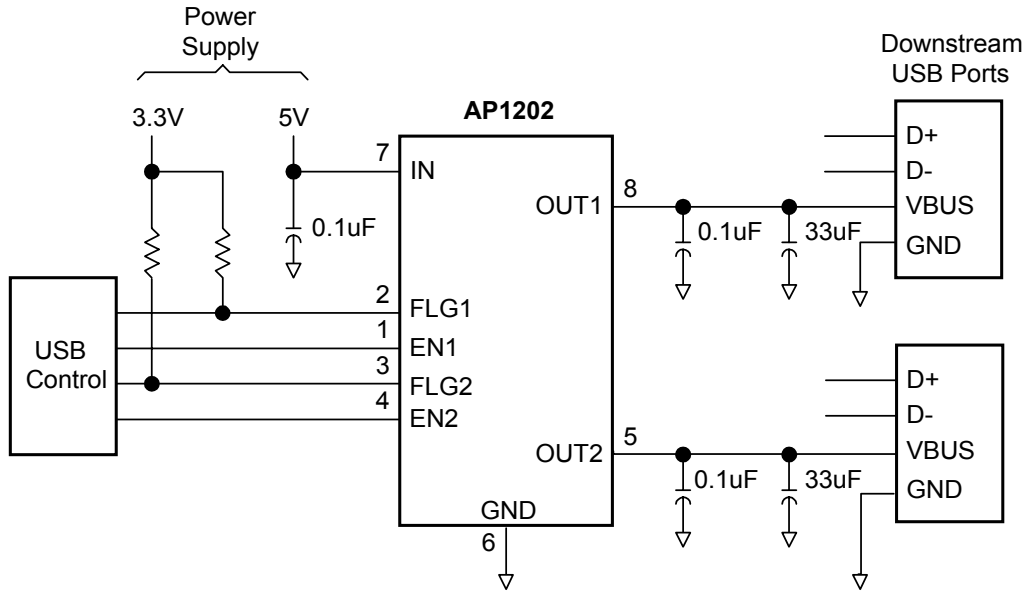 Power
Supply
3.3V
5V
AP1202
Downstream
USB Ports
7
IN
0.1uF
OUT1
8
0.1uF
33uF
D+
D-
VBUS
GND
USB
Control
2
FLG1
1
EN1
3
FLG2
4
EN2
OUT2
5
0.1uF
33uF
D+
D-
VBUS
GND
GND
6